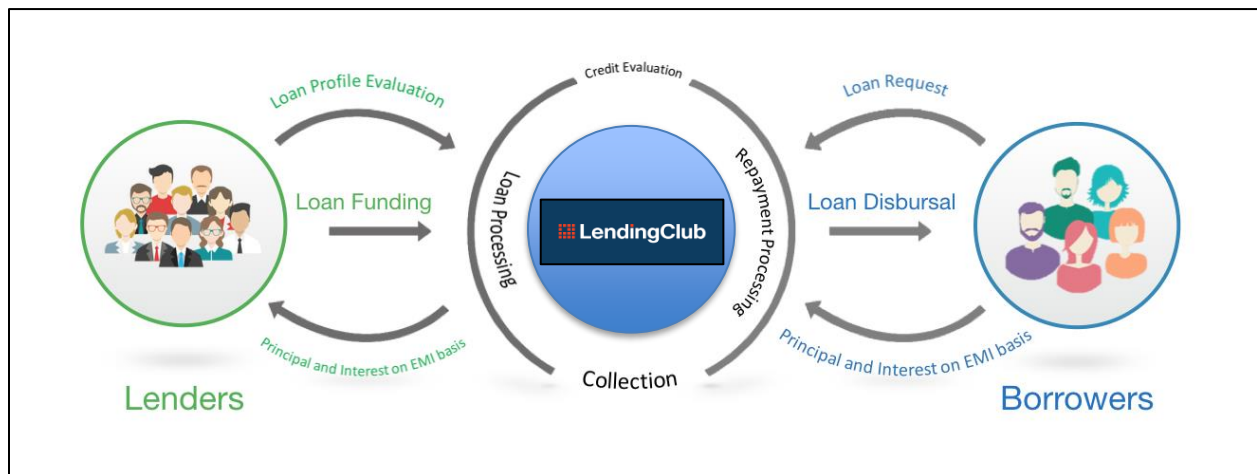 Loan Profile Evaluation
Loan Funding
Principal and Interest on EMI basis
Lenders
Credit Evaluation
Loan Processing
LendingClub
Repayment Processing
Collection
Loan Request
Loan Disbursal
Principal and Interest on EMI basis
Borrowers